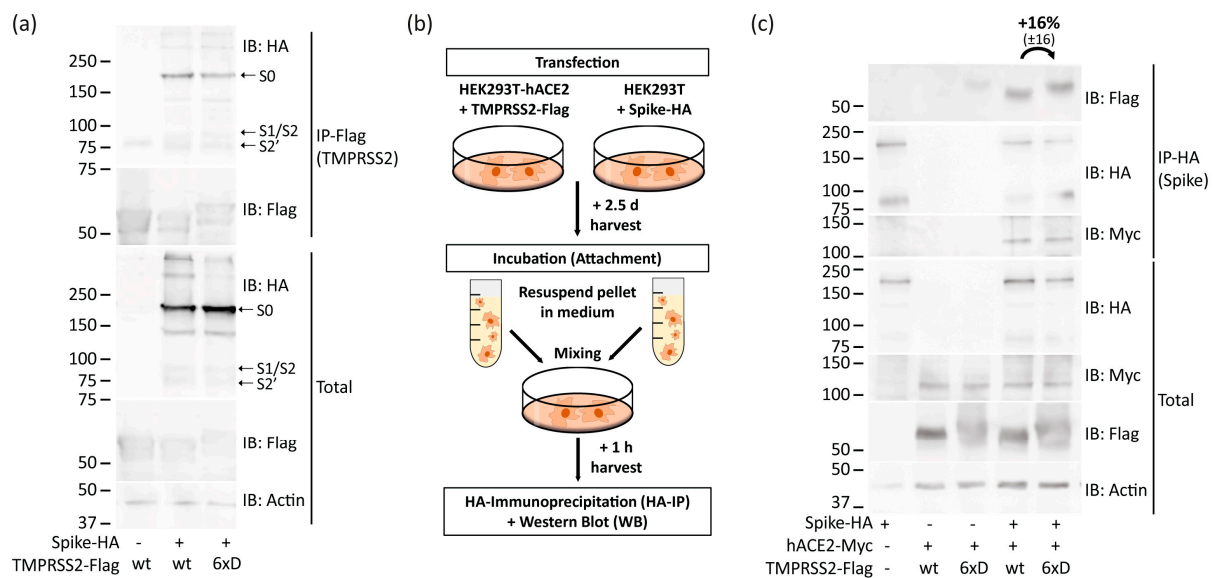 (a)
IB: HA
250
150
100
75
S0
S1/S2
S2'
IP-Flag
(TMPRSS2)
75
50
IB: Flag
IB: HA
250
150
100
75
S0
S1/S2
S2'
Total
75
50
IB: Flag
50
37
IB: Actin
Spike-HA - + +
TMPRSS2-Flag wt wt 6xD
(b)
Transfection
HEK293T-hACE2
+ TMPRSS2-Flag
HEK293T
+ Spike-HA
+ 2.5 d
harvest
Incubation (Attachment)
Resuspend pellet
in medium
Mixing
+ 1 h
harvest
HA-Immunoprecipitation (HA-IP)
+ Western Blot (WB)
(c)
+16%
(±16)
50
IB: Flag
250
150
100
75
IB: HA
IP-HA
(Spike)
150
100
IB: Myc
250
150
100
75
IB: HA
150
100
IB: Myc
Total
50
IB: Flag
50
37
IB: Actin
Spike-HA + - - + +
hACE2-Myc - + + + +
TMPRSS2-Flag - wt 6xD wt 6xD